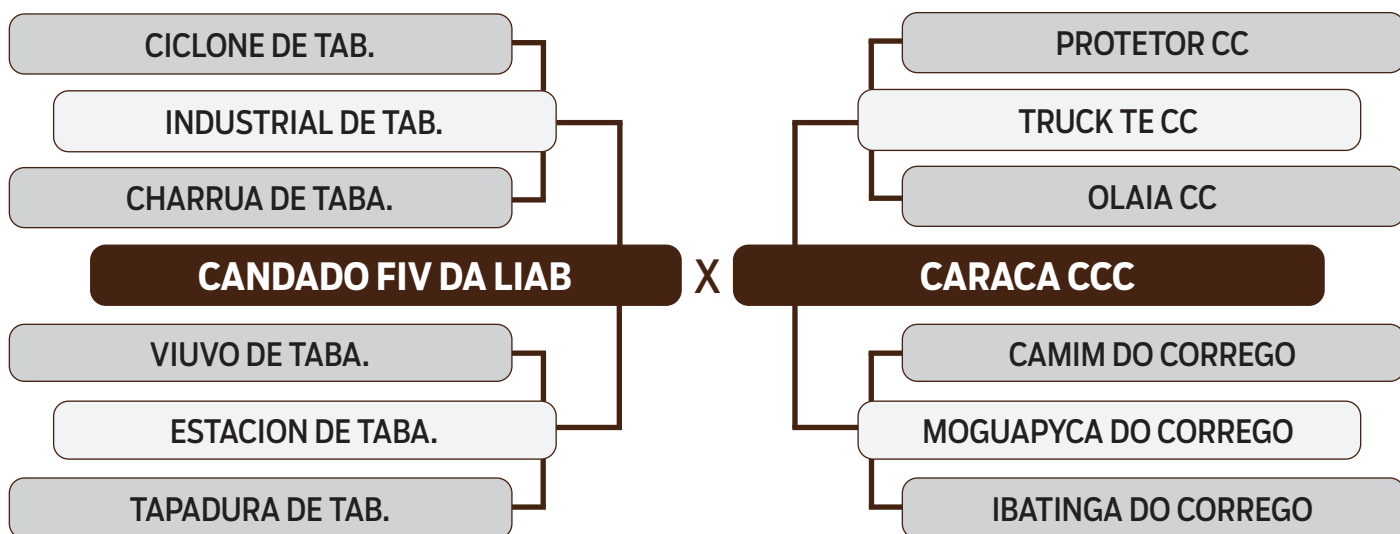 CICLONE DE TAB.
INDUSTRIAL DE TAB.
CHARRUA DE TABA.
CANDADO FIV DA LIAB
VIUVO DE TABA.
ESTACION DE TABA.
TAPADURA DE TAB.
X
PROTETOR CC
TRUCK TE CC
OLAIA CC
CARACA CCC
CAMIM DO CORREGO
MOGUAPYCA DO CORREGO
IBATINGA DO CORREGO